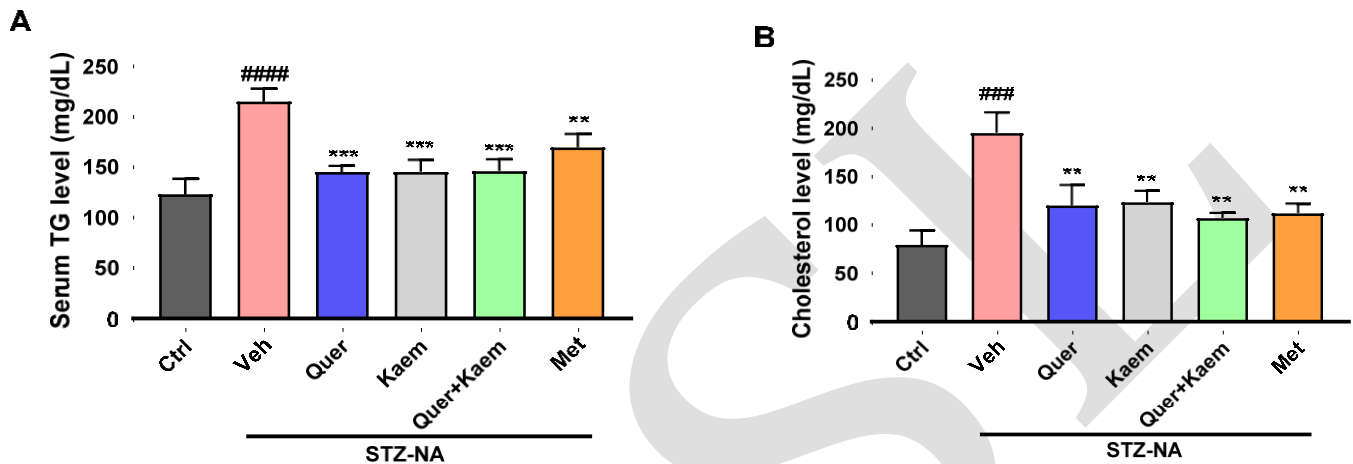 A
Serum TG level (mg/dL)
250
200
150
100
50
0
####
***
***
***
**
Ctrl
Veh
Quer
Kaem
Quer+Kaem
Met
STZ-NA
B
Cholesterol level (mg/dL)
250
200
150
100
50
0
###
**
**
**
**
Ctrl
Veh
Quer
Kaem
Quer+Kaem
Met
STZ-NA